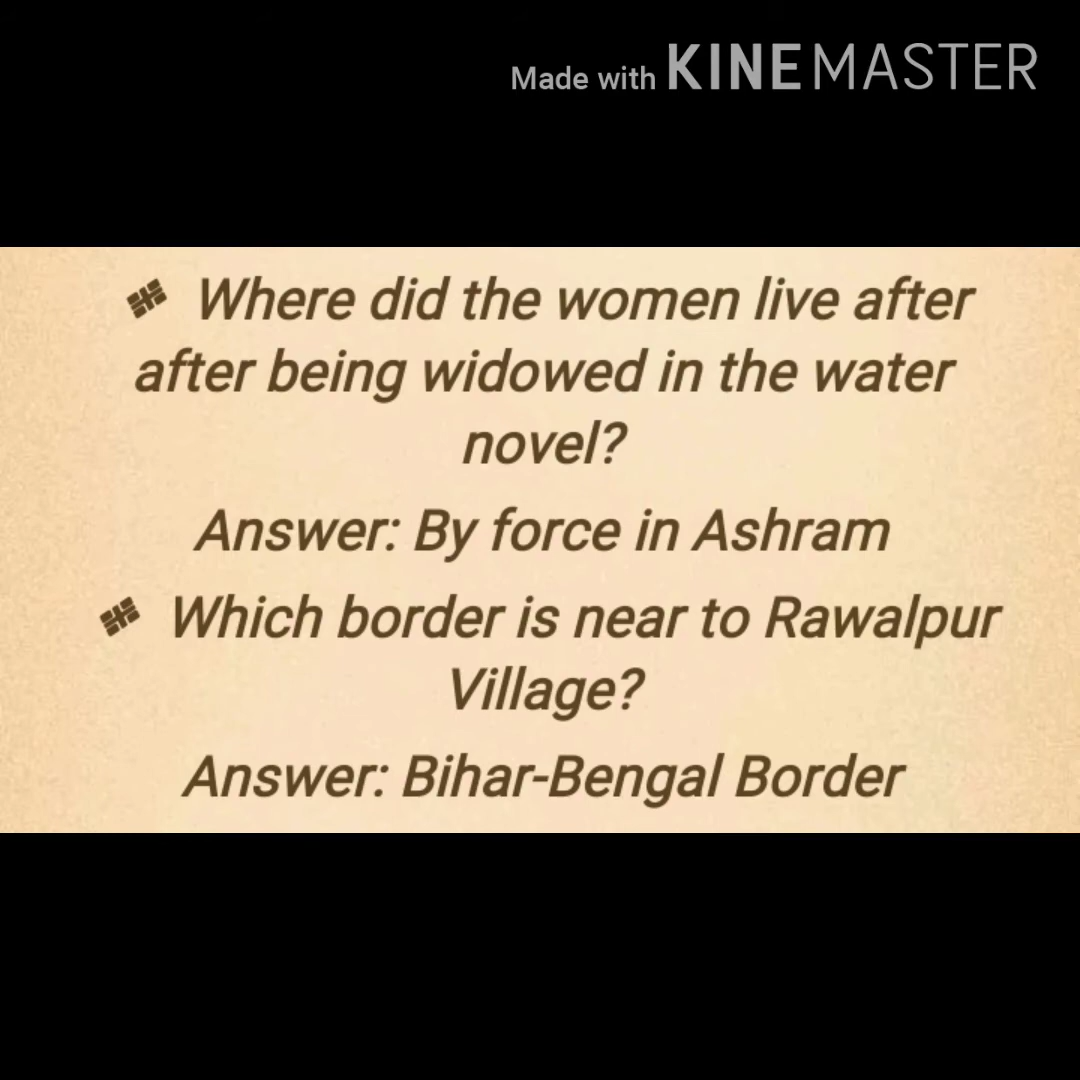 Made with KINEMASTER
Where did the women live after
after being widowed in the water
novel?
Answer: By force in Ashram
Which border is near to Rawalpur
Village?
Answer: Bihar-Bengal Border